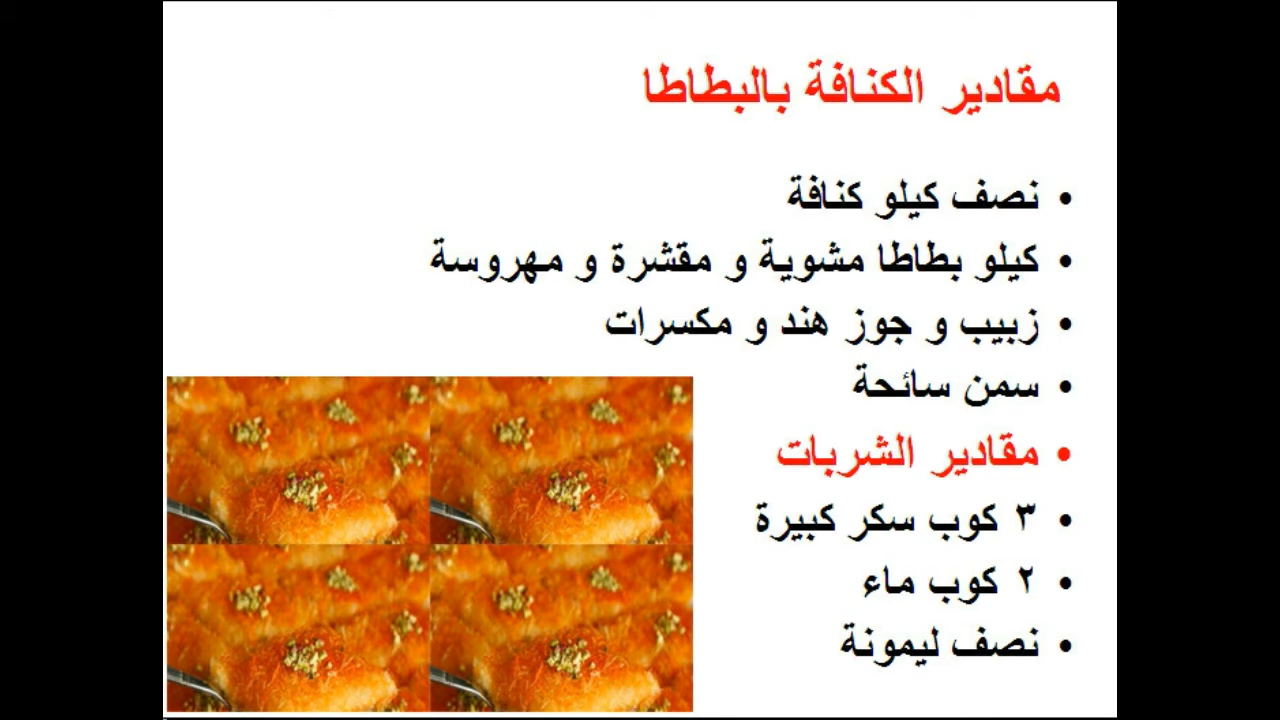 مقادير الكنافة بالبطاطا
• نصف كيلو كنافة
• كيلو بطاطا مشوية و مقشرة و مهروسة
• زبيب و جوز هند و مكسرات
• سمن سائحة
• مقادير الشربات
• ٣ كوب سكر كبيرة
• ٢ كوب ماء
• نصف ليمونة